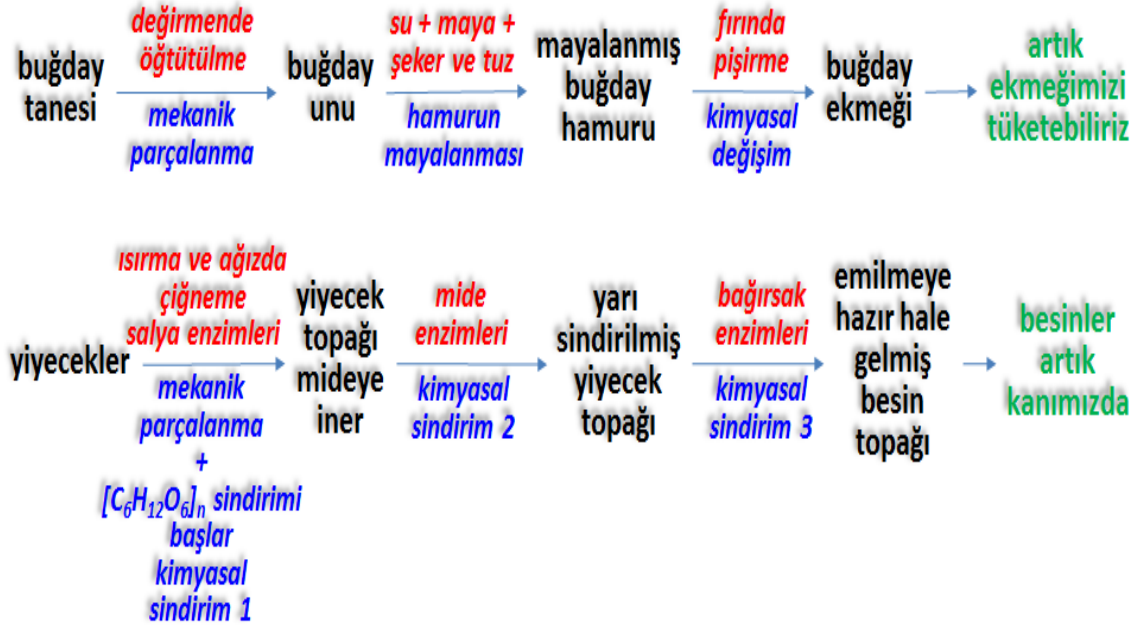 buğday
tanesi
değirmende
öğtütülme
mekanik
parçalanma
buğday
unu
su + maya +
şeker ve tuz
hamurun
mayalanması
mayalanmış
buğday
hamuru
fırında
pişirme
kimyasal
değişim
buğday
ekmeği
artık
ekmeğimizi
tüketebiliriz
yiyecekler
ısırma ve ağızda
çiğneme
salya enzimleri
mekanik
parçalanma
+
[C₆H₁₂O₆]ₙ sindirimi
başlar
kimyasal
sindirim 1
yiyecek
topağı
mideye
iner
mide
enzimleri
kimyasal
sindirim 2
yarı
sindirilmiş
yiyecek
topağı
bağırsak
enzimleri
kimyasal
sindirim 3
emilmeye
hazır hale
gelmiş
besin
topağı
besinler
artık
kanımızda